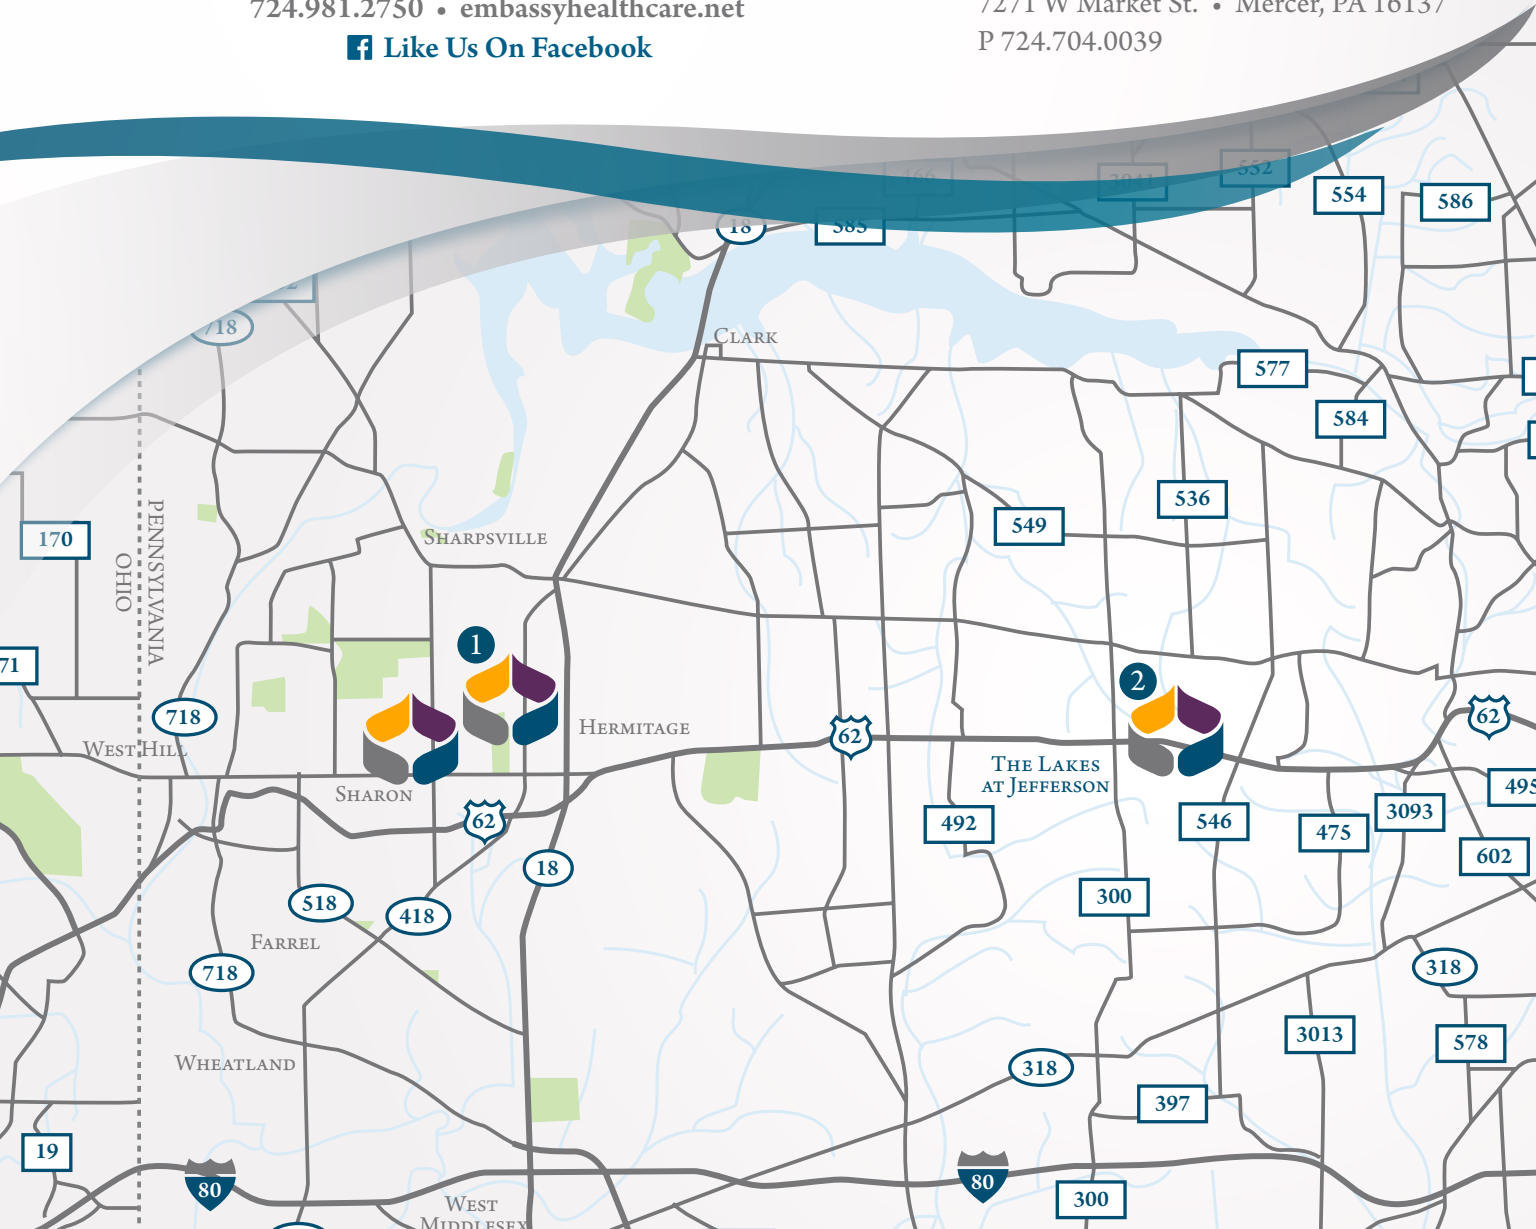 724.981.2750 • embassyhealthcare.net
Like Us On Facebook
7271 W Market St. • Mercer, PA 16137
P 724.704.0039
466
3041
552
554
586
18
585
718
CLARK
577
584
536
549
170
PENNSYLVANIA
OHIO
SHARPSVILLE
1
71
2
718
WEST HILL
HERMITAGE
62
62
THE LAKES
AT JEFFERSON
SHARON
62
492
546
475
3093
495
602
18
518
418
300
FARREL
718
318
3013
578
WHEATLAND
318
397
19
80
80
300
WEST
MIDDLESEX